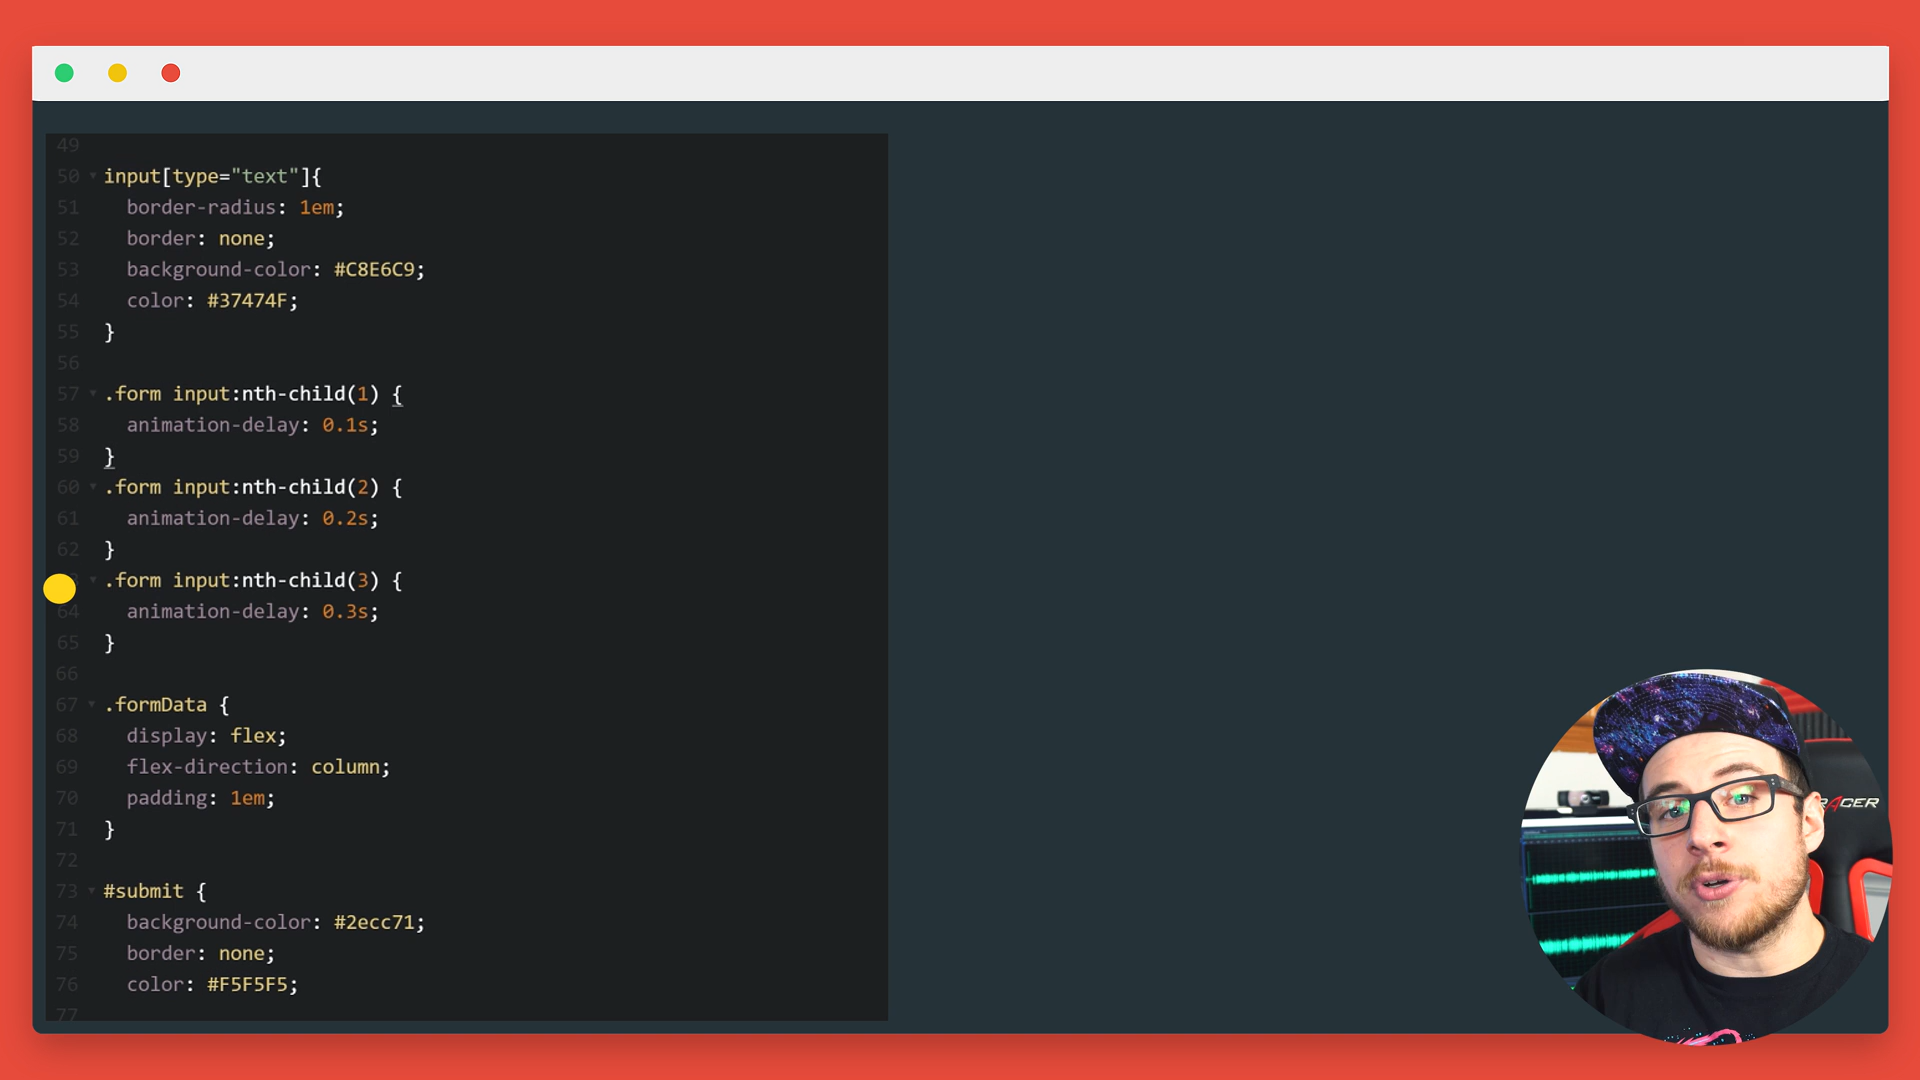 49
50 input[type="text"]{
51 border-radius: 1em;
52 border: none;
53 background-color: #C8E6C9;
54 color: #37474F;
55 }
56
57 .form input:nth-child(1) {
58 animation-delay: 0.1s;
59 }
60 .form input:nth-child(2) {
61 animation-delay: 0.2s;
62 }
.form input:nth-child(3) {
64 animation-delay: 0.3s;
65 }
66
67 .formData {
68 display: flex;
69 flex-direction: column;
70 padding: 1em;
71 }
72
73 #submit {
74 background-color: #2ecc71;
75 border: none;
76 color: #F5F5F5;
77
RACER